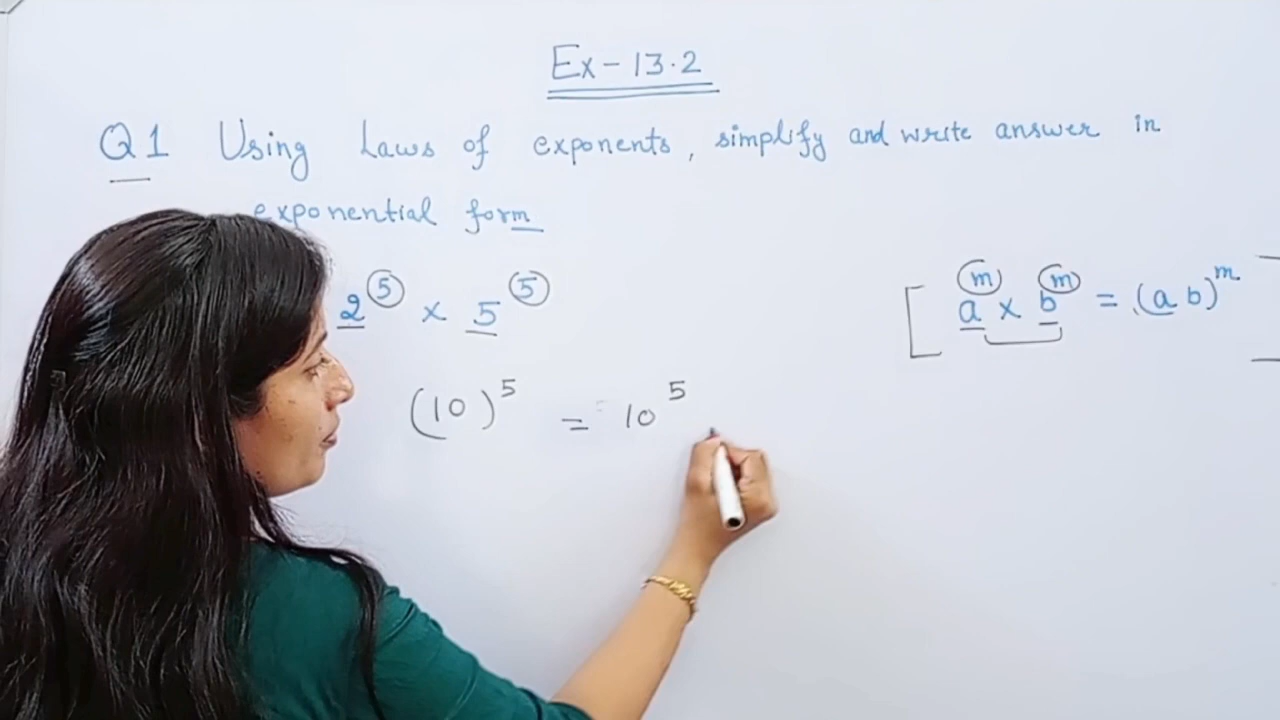 Ex - 13.2
Q1 Using Laws of exponents, simplify and write answer in
exponential form
2⁵ × 5⁵
[ aᵐ × bᵐ = (ab)ᵐ ]
(10)⁵ = 10⁵